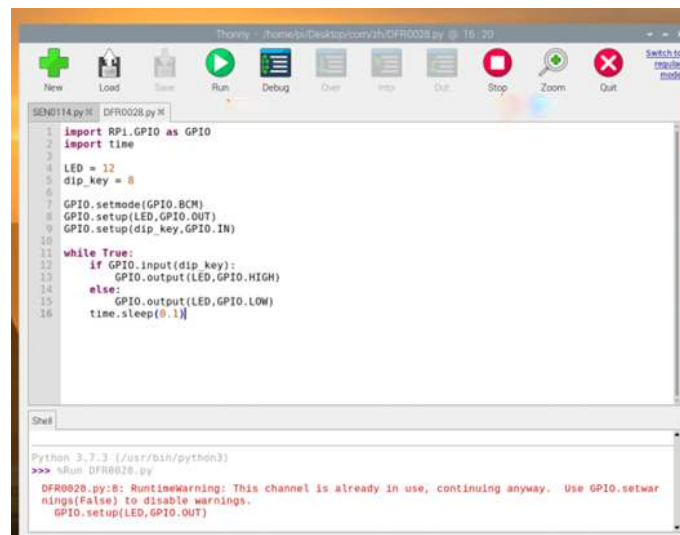 Thonny - /home/pi/Desktop/com/zh/DFR0028.py @ 16 : 20
Switch to
regular
mode
New Load Save Run Debug Over Into Out Stop Zoom Quit
SEN0114.py DFR0028.py
1 import RPi.GPIO as GPIO
2 import time
3
4 LED = 12
5 dip_key = 8
6
7 GPIO.setmode(GPIO.BCM)
8 GPIO.setup(LED,GPIO.OUT)
9 GPIO.setup(dip_key,GPIO.IN)
10
11 while True:
12 if GPIO.input(dip_key):
13 GPIO.output(LED,GPIO.HIGH)
14 else:
15 GPIO.output(LED,GPIO.LOW)
16 time.sleep(0.1)
Shell
Python 3.7.3 (/usr/bin/python3)
>>> %Run DFR0028.py
DFR0028.py:8: RuntimeWarning: This channel is already in use, continuing anyway. Use GPIO.setwar
nings(False) to disable warnings.
GPIO.setup(LED,GPIO.OUT)